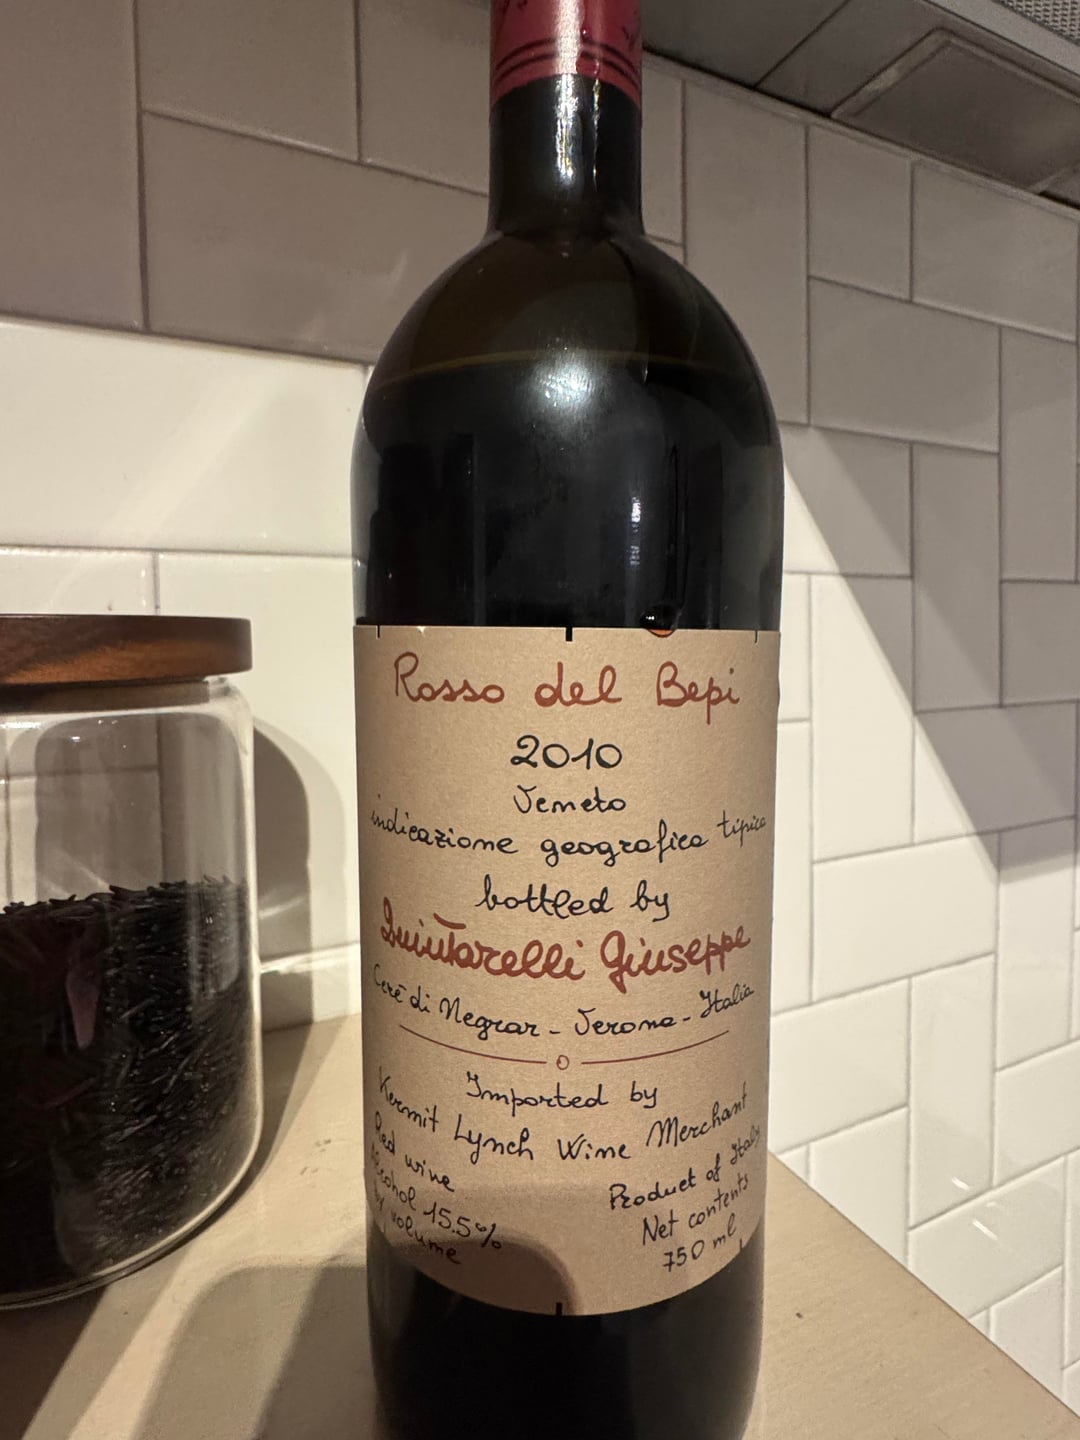 Rosso del Bepi
2010
Veneto
indicazione geografica tipica
bottled by
Quintarelli Giuseppe
Cerè di Negrar - Verona - Italia
Imported by
Kermit Lynch Wine Merchant
Red wine
Alcohol 15.5%
by volume
Product of Italy
Net contents
750 ml